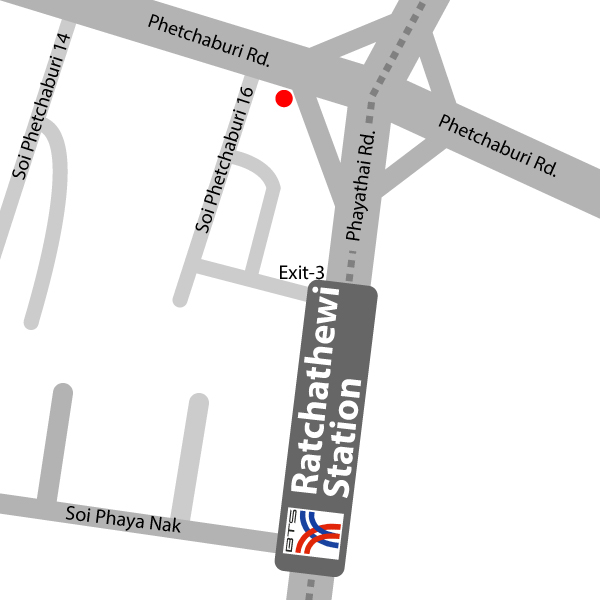 Phetchaburi Rd.
Soi Phetchaburi 14
Soi Phetchaburi 16
Phetchaburi Rd.
Phayathai Rd.
Exit-3
Ratchathewi
Station
BTS
Soi Phaya Nak